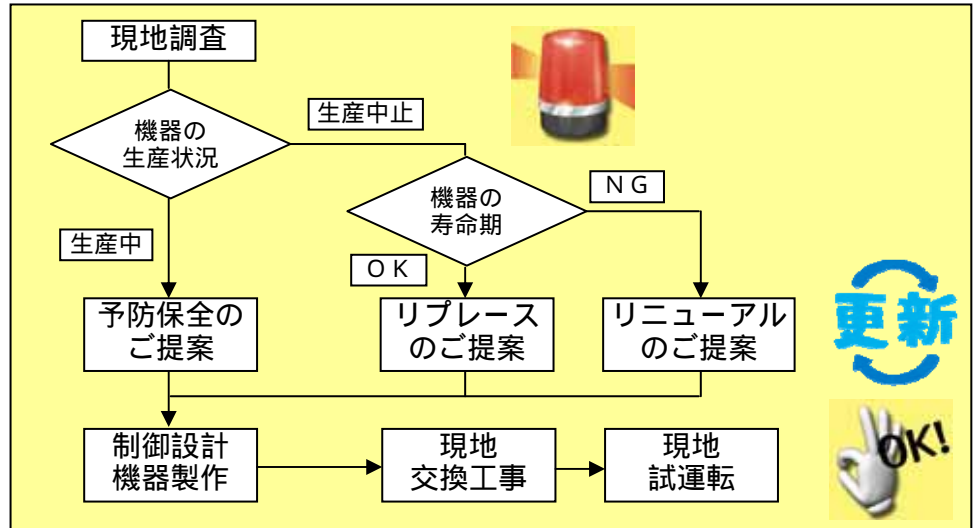 現地調査
機器の
生産状況
生産中止
機器の
寿命期
ＮＧ
生産中
ＯＫ
予防保全の
ご提案
リプレース
のご提案
リニューアル
のご提案
更新
制御設計
機器製作
現地
交換工事
現地
試運転
OK!